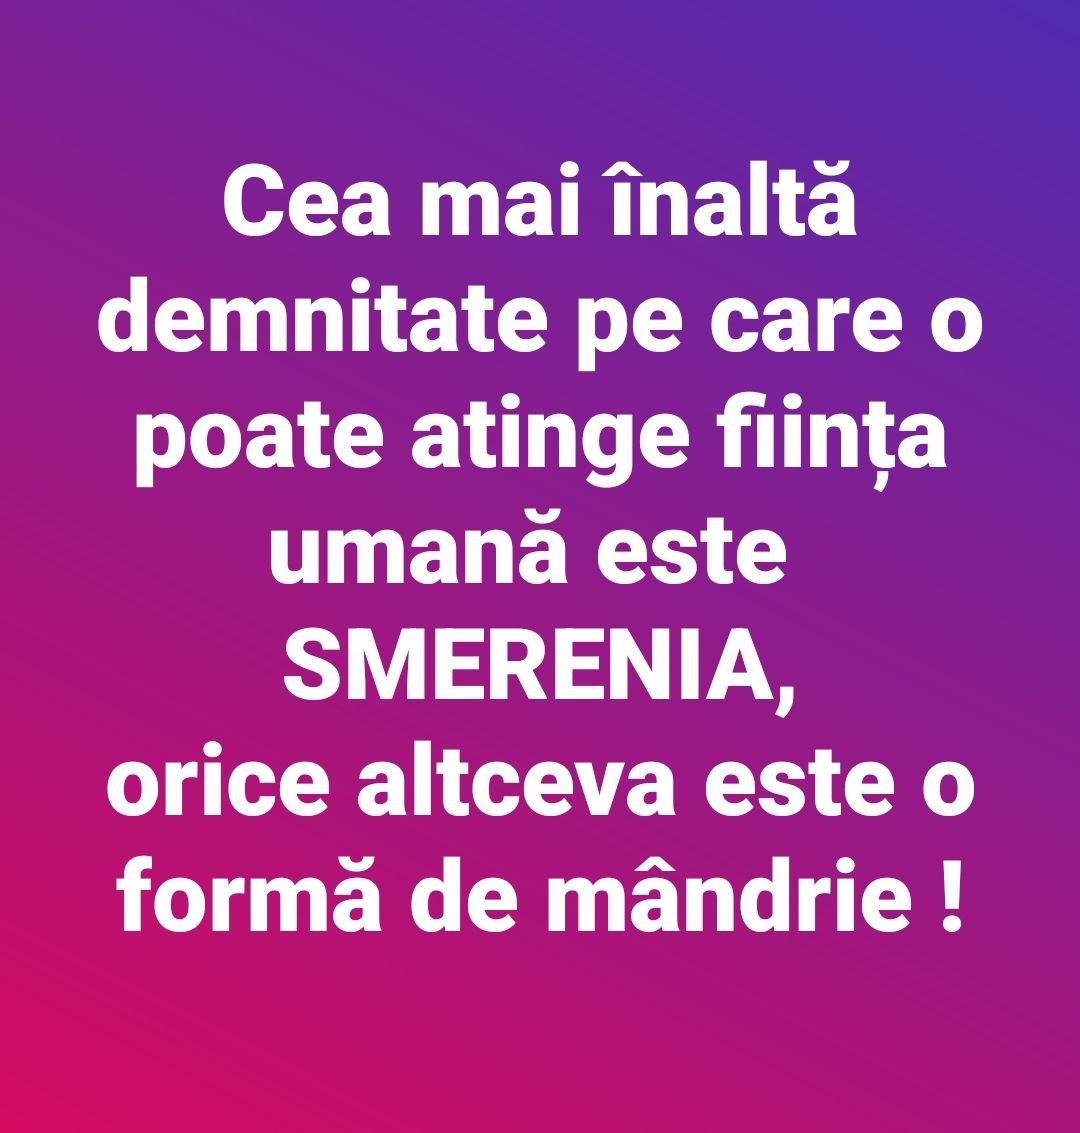 Cea mai înaltă
demnitate pe care o
poate atinge ființa
umană este
SMERENIA,
orice altceva este o
formă de mândrie !